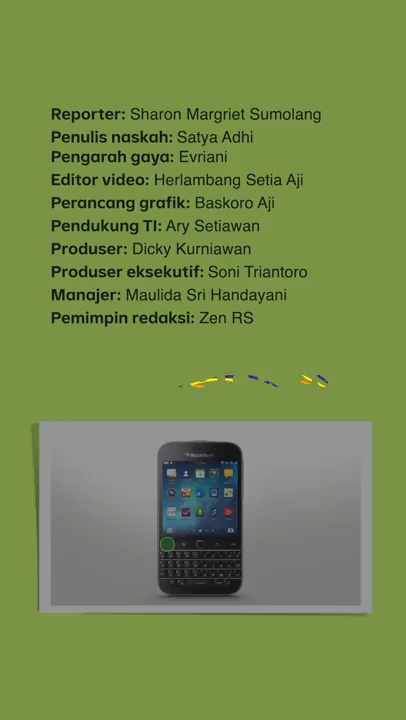 Reporter: Sharon Margriet Sumolang
Penulis naskah: Satya Adhi
Pengarah gaya: Evriani
Editor video: Herlambang Setia Aji
Perancang grafik: Baskoro Aji
Pendukung TI: Ary Setiawan
Produser: Dicky Kurniawan
Produser eksekutif: Soni Triantoro
Manajer: Maulida Sri Handayani
Pemimpin redaksi: Zen RS
BlackBerry